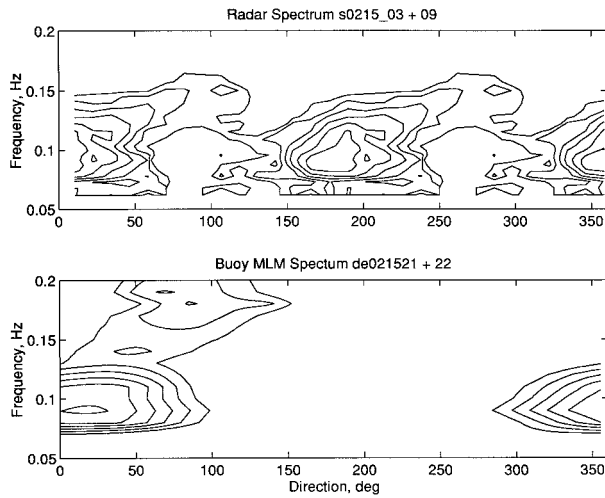 Radar Spectrum s0215_03 + 09
0.2
0.15
0.1
0.05
Frequency, Hz
0 50 100 150 200 250 300 350
Buoy MLM Spectum de021521 + 22
0.2
0.15
0.1
0.05
Frequency, Hz
0 50 100 150 200 250 300 350
Direction, deg